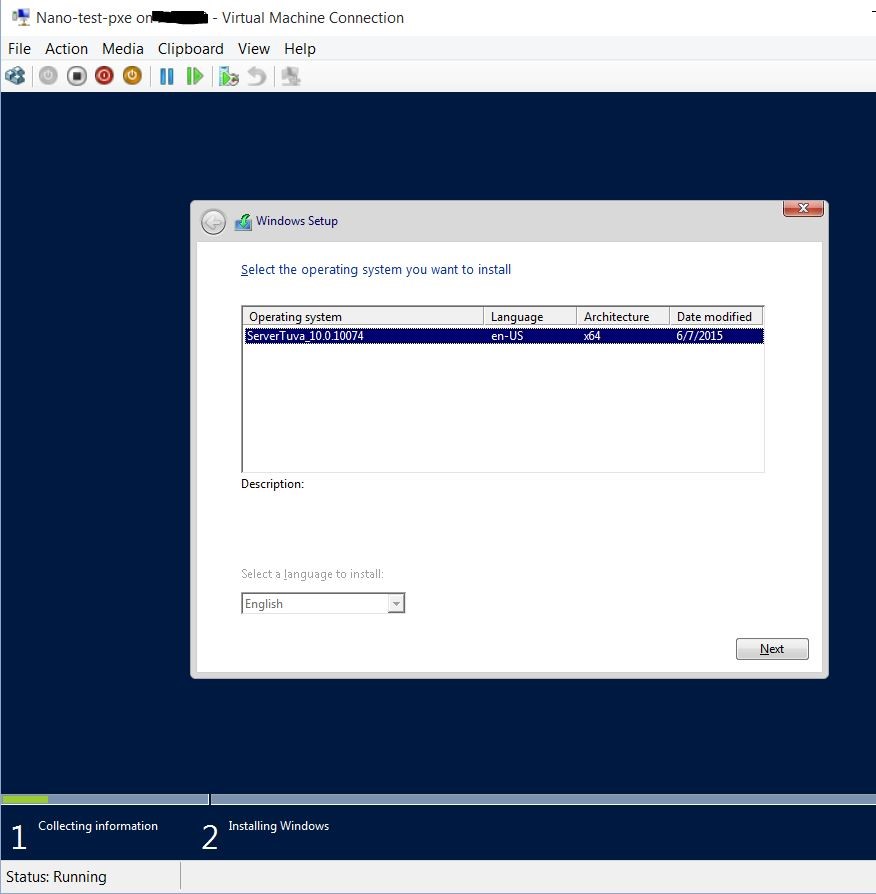 Nano-test-pxe on - Virtual Machine Connection
File Action Media Clipboard View Help
Windows Setup
Select the operating system you want to install
Operating system Language Architecture Date modified
ServerTuva_10.0.10074 en-US x64 6/7/2015
Description:
Select a language to install:
English
Next
1 Collecting information 2 Installing Windows
Status: Running